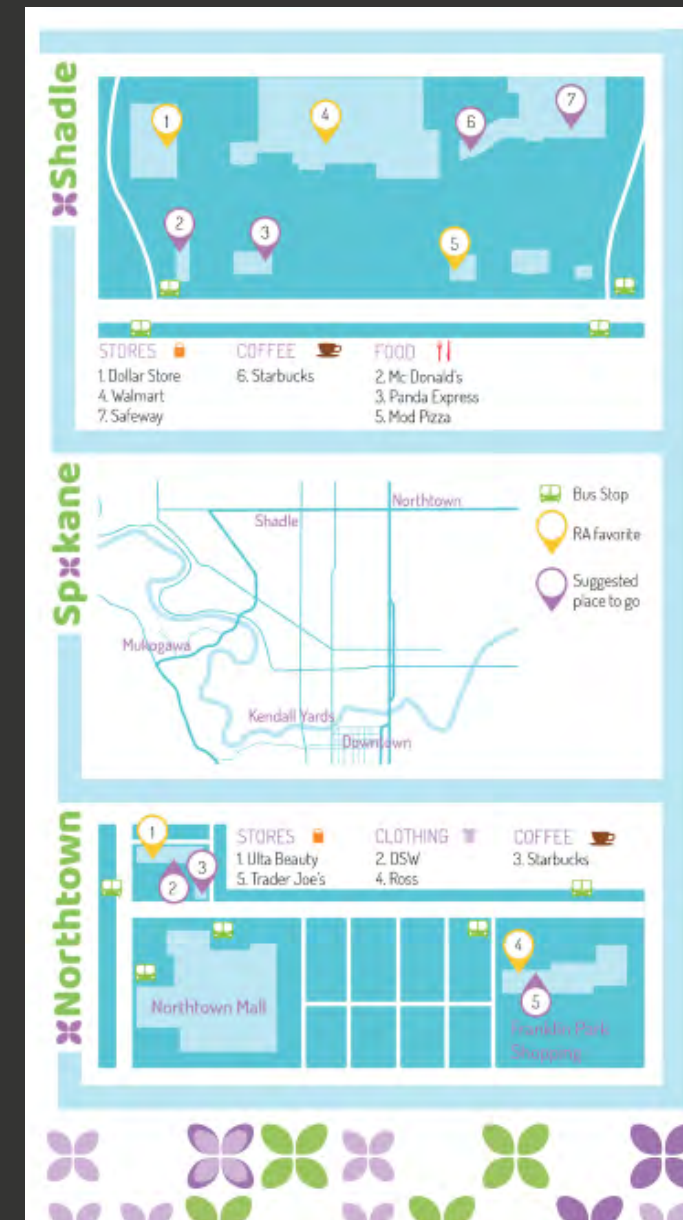 Shadle
1
4
6
7
2
3
5
STORES
1. Dollar Store
4. Walmart
7. Safeway
COFFEE
6. Starbucks
FOOD
2. Mc Donald's
3. Panda Express
5. Mod Pizza
Spokane
Northtown
Shadle
Mukogawa
Kendall Yards
Downtown
Bus Stop
RA favorite
Suggested
place to go
Northtown
1
3
2
STORES
1. Ulta Beauty
5. Trader Joe's
CLOTHING
2. DSW
4. Ross
COFFEE
3. Starbucks
Northtown Mall
4
5
Franklin Park
Shopping